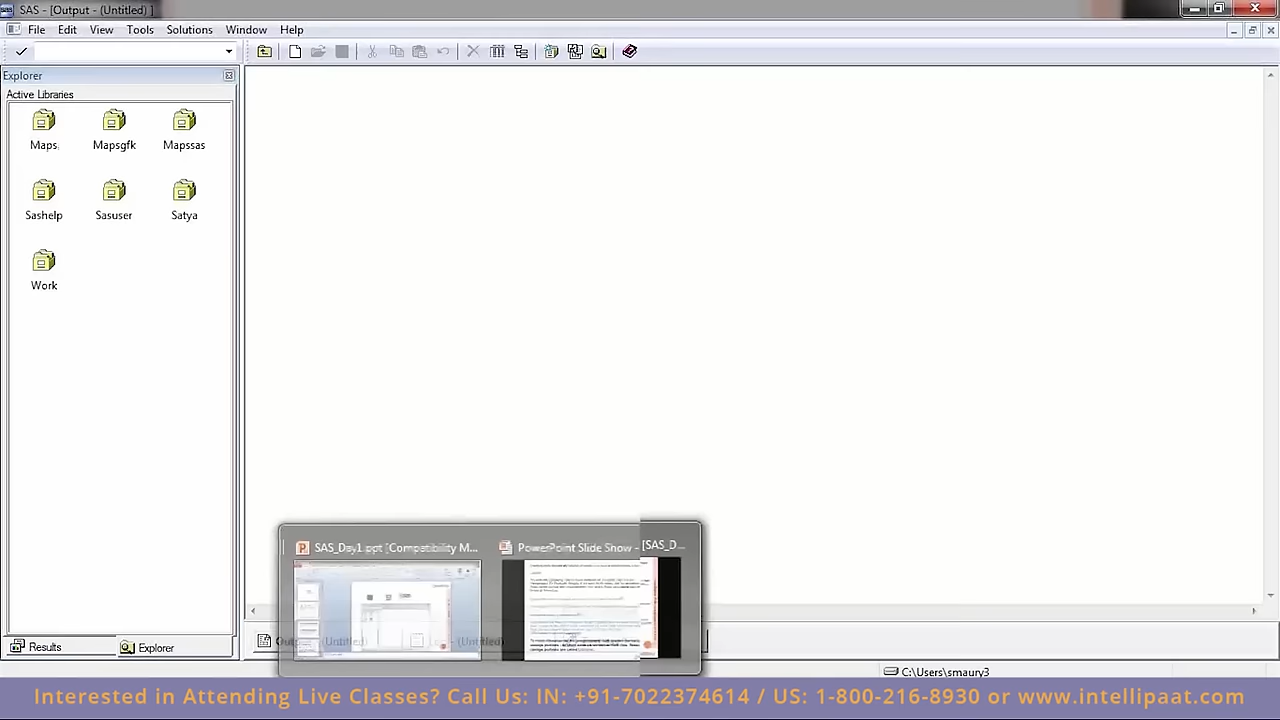 SAS - [Output - (Untitled) ]
File Edit View Tools Solutions Window Help
Explorer
Active Libraries
Maps Mapsgfk Mapssas
Sashelp Sasuser Satya
Work
SAS_Day1.ppt [Compatibility M... PowerPoint Slide Show - [SAS_D...
- (Untitled)
Results Explorer
C:\Users\smaury3
Interested in Attending Live Classes? Call Us: IN: +91-7022374614 / US: 1-800-216-8930 or www.intellipaat.com